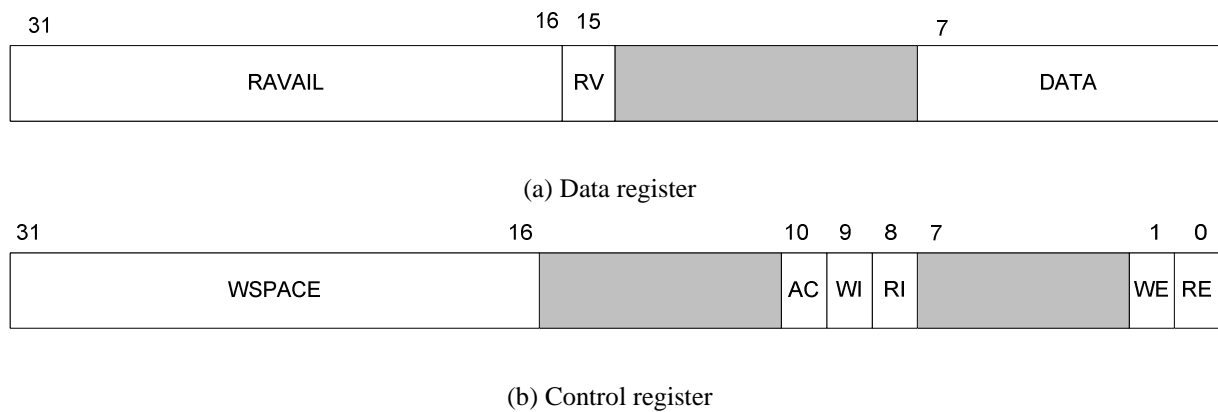 31 16 15 7
RAVAIL RV DATA
(a) Data register
31 16 10 9 8 7 1 0
WSPACE AC WI RI WE RE
(b) Control register